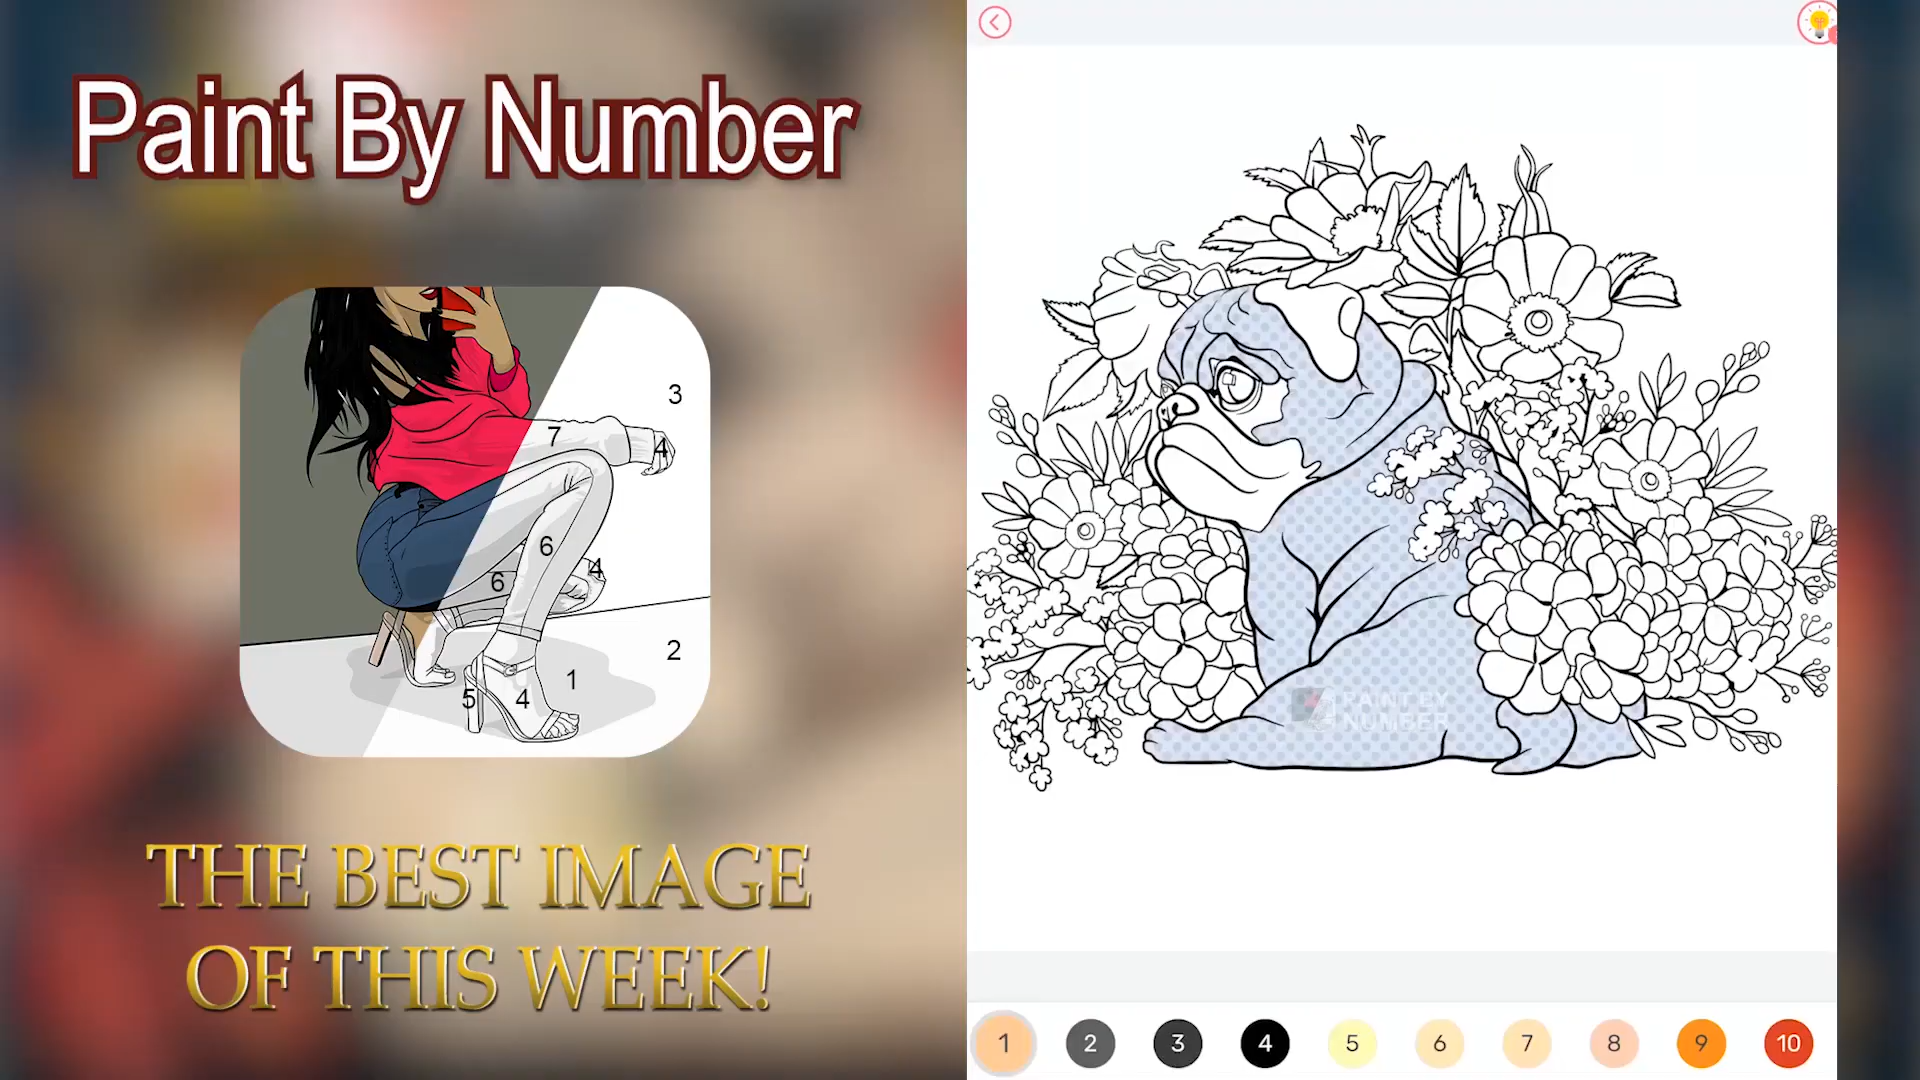 Paint By Number
3
7
4
6
6
4
2
1
5
4
THE BEST IMAGE
OF THIS WEEK!
PAINT BY
NUMBER
1 2 3 4 5 6 7 8 9 10